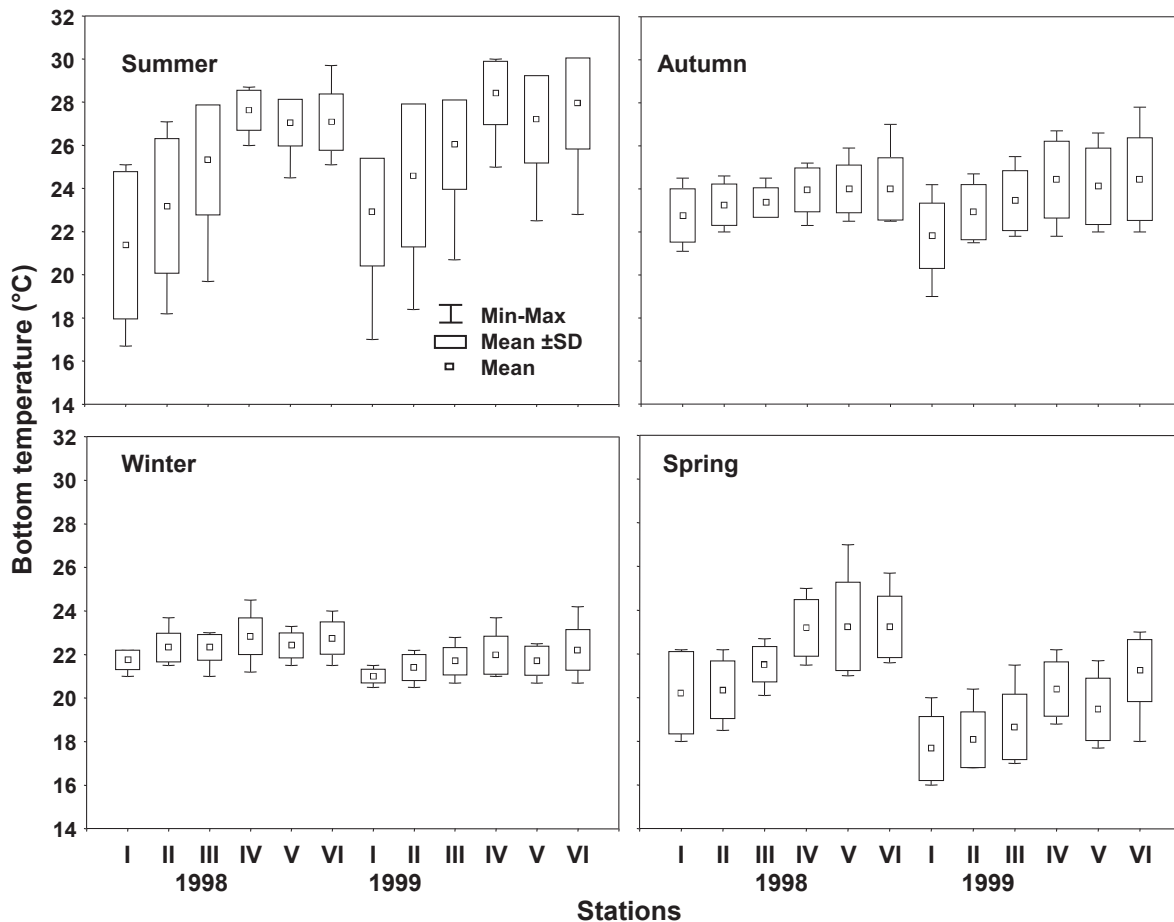 Bottom temperature (°C)
32
30
28
26
24
22
20
18
16
14
Summer
Min-Max
Mean ±SD
Mean
Autumn
32
30
28
26
24
22
20
18
16
14
Winter
Spring
I II III IV V VI I II III IV V VI
1998 1999
I II III IV V VI I II III IV V VI
1998 1999
Stations